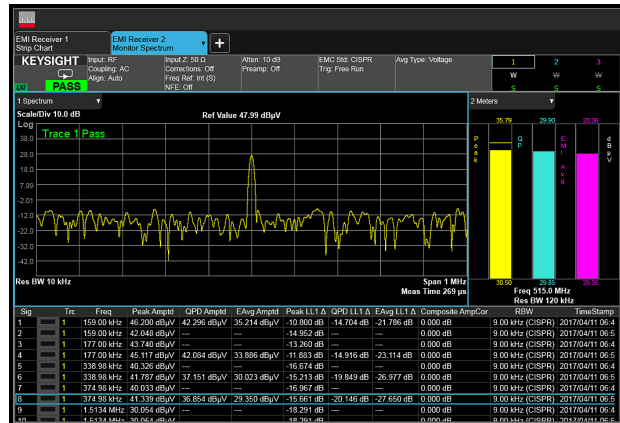 EMI Receiver 1
Strip Chart
EMI Receiver 2
Monitor Spectrum
+
KEYSIGHT
LXI
PASS
Input: RF
Coupling: AC
Align: Auto
Input Z: 50 Ω
Corrections: Off
Freq Ref: Int (S)
NFE: Off
Atten: 10 dB
Preamp: Off
EMC Std: CISPR
Trig: Free Run
Avg Type: Voltage
1 2 3
W W W
S S S
1 Spectrum
Scale/Div 10.0 dB
Ref Value 47.99 dBµV
Log
Trace 1 Pass
38.0
28.0
18.0
7.99
-2.01
-12.0
-22.0
-32.0
-42.0
Res BW 10 kHz
Span 1 MHz
Meas Time 269 µs
2 Meters
35.79 29.90
Peak
QP
EMI Avg
dBµV
30.50 29.85
Freq 515.0 MHz
Res BW 120 kHz
Sig Trc Freq Peak Amptd QPD Amptd EAvg Amptd Peak LL1 Δ QPD LL1 Δ EAvg LL1 Δ Composite AmpCor RBW TimeStamp
1 1 159.00 kHz 46.200 dBµV 42.296 dBµV 35.214 dBµV -10.800 dB -14.704 dB -21.786 dB 0.000 dB 9.00 kHz (CISPR) 2017/04/11 06:4
2 1 159.00 kHz 42.048 dBµV --- --- -14.952 dB --- --- 0.000 dB 9.00 kHz (CISPR) 2017/04/11 06:5
3 1 177.00 kHz 43.740 dBµV --- --- -13.260 dB --- --- 0.000 dB 9.00 kHz (CISPR) 2017/04/11 06:4
4 1 177.00 kHz 45.117 dBµV 42.084 dBµV 33.886 dBµV -11.883 dB -14.916 dB -23.114 dB 0.000 dB 9.00 kHz (CISPR) 2017/04/11 06:5
5 1 338.98 kHz 40.326 dBµV --- --- -16.674 dB --- --- 0.000 dB 9.00 kHz (CISPR) 2017/04/11 06:4
6 1 338.98 kHz 41.787 dBµV 37.151 dBµV 30.023 dBµV -15.213 dB -19.849 dB -26.977 dB 0.000 dB 9.00 kHz (CISPR) 2017/04/11 06:5
7 1 374.98 kHz 40.033 dBµV --- --- -16.967 dB --- --- 0.000 dB 9.00 kHz (CISPR) 2017/04/11 06:4
8 1 374.98 kHz 41.339 dBµV 36.854 dBµV 29.350 dBµV -15.661 dB -20.146 dB -27.650 dB 0.000 dB 9.00 kHz (CISPR) 2017/04/11 06:5
9 1 1.5134 MHz 30.054 dBµV --- --- -18.291 dB --- --- 0.000 dB 9.00 kHz (CISPR) 2017/04/11 06:4